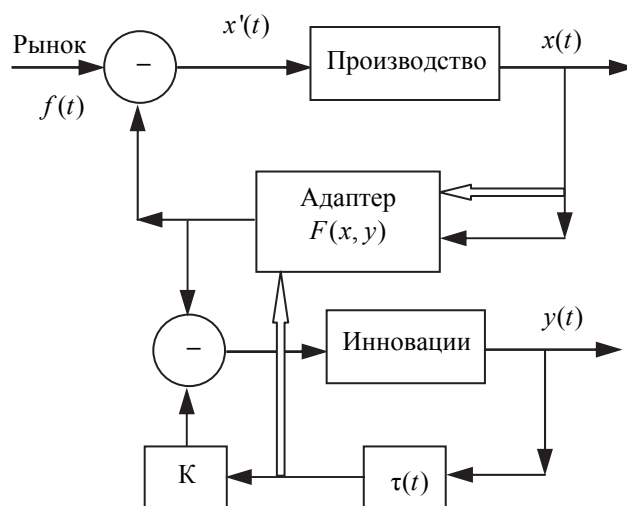 Рынок
x'(t)
x(t)
−
Производство
f(t)
Адаптер
F(x, y)
−
Инновации
y(t)
К
τ(t)